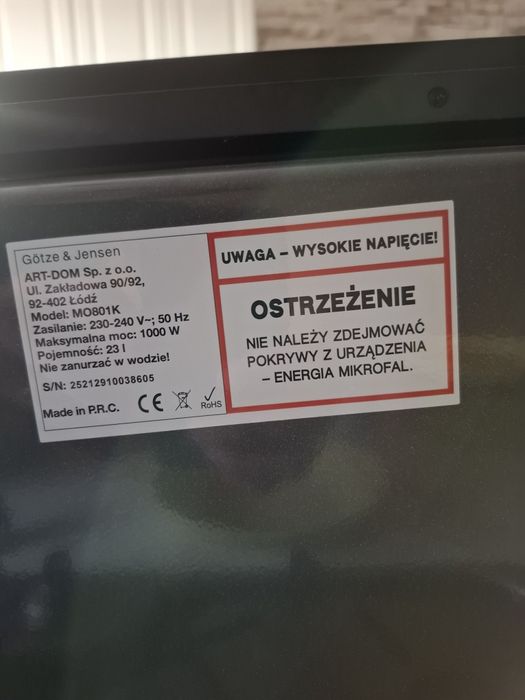 Götze & Jensen
ART-DOM Sp. z o.o.
Ul. Zakładowa 90/92,
92-402 Łódź
Model: MO801K
Zasilanie: 230-240 V~; 50 Hz
Maksymalna moc: 1000 W
Pojemność: 23 l
Nie zanurzać w wodzie!
S/N: 25212910038605
Made in P.R.C.
CE
RoHS
UWAGA – WYSOKIE NAPIĘCIE!
OSTRZEŻENIE
NIE NALEŻY ZDEJMOWAĆ
POKRYWY Z URZĄDZENIA
– ENERGIA MIKROFAL.